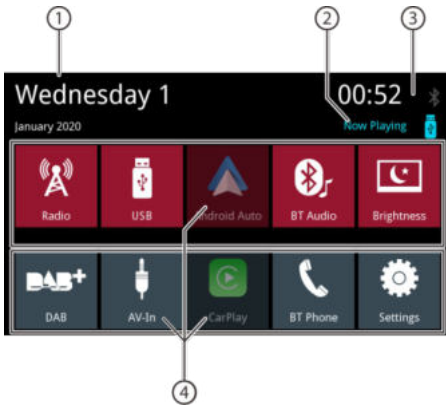 1
2
3
Wednesday 1
00:52
January 2020
Now Playing
Radio
USB
Android Auto
BT Audio
Brightness
DAB+
DAB
AV-In
CarPlay
BT Phone
Settings
4